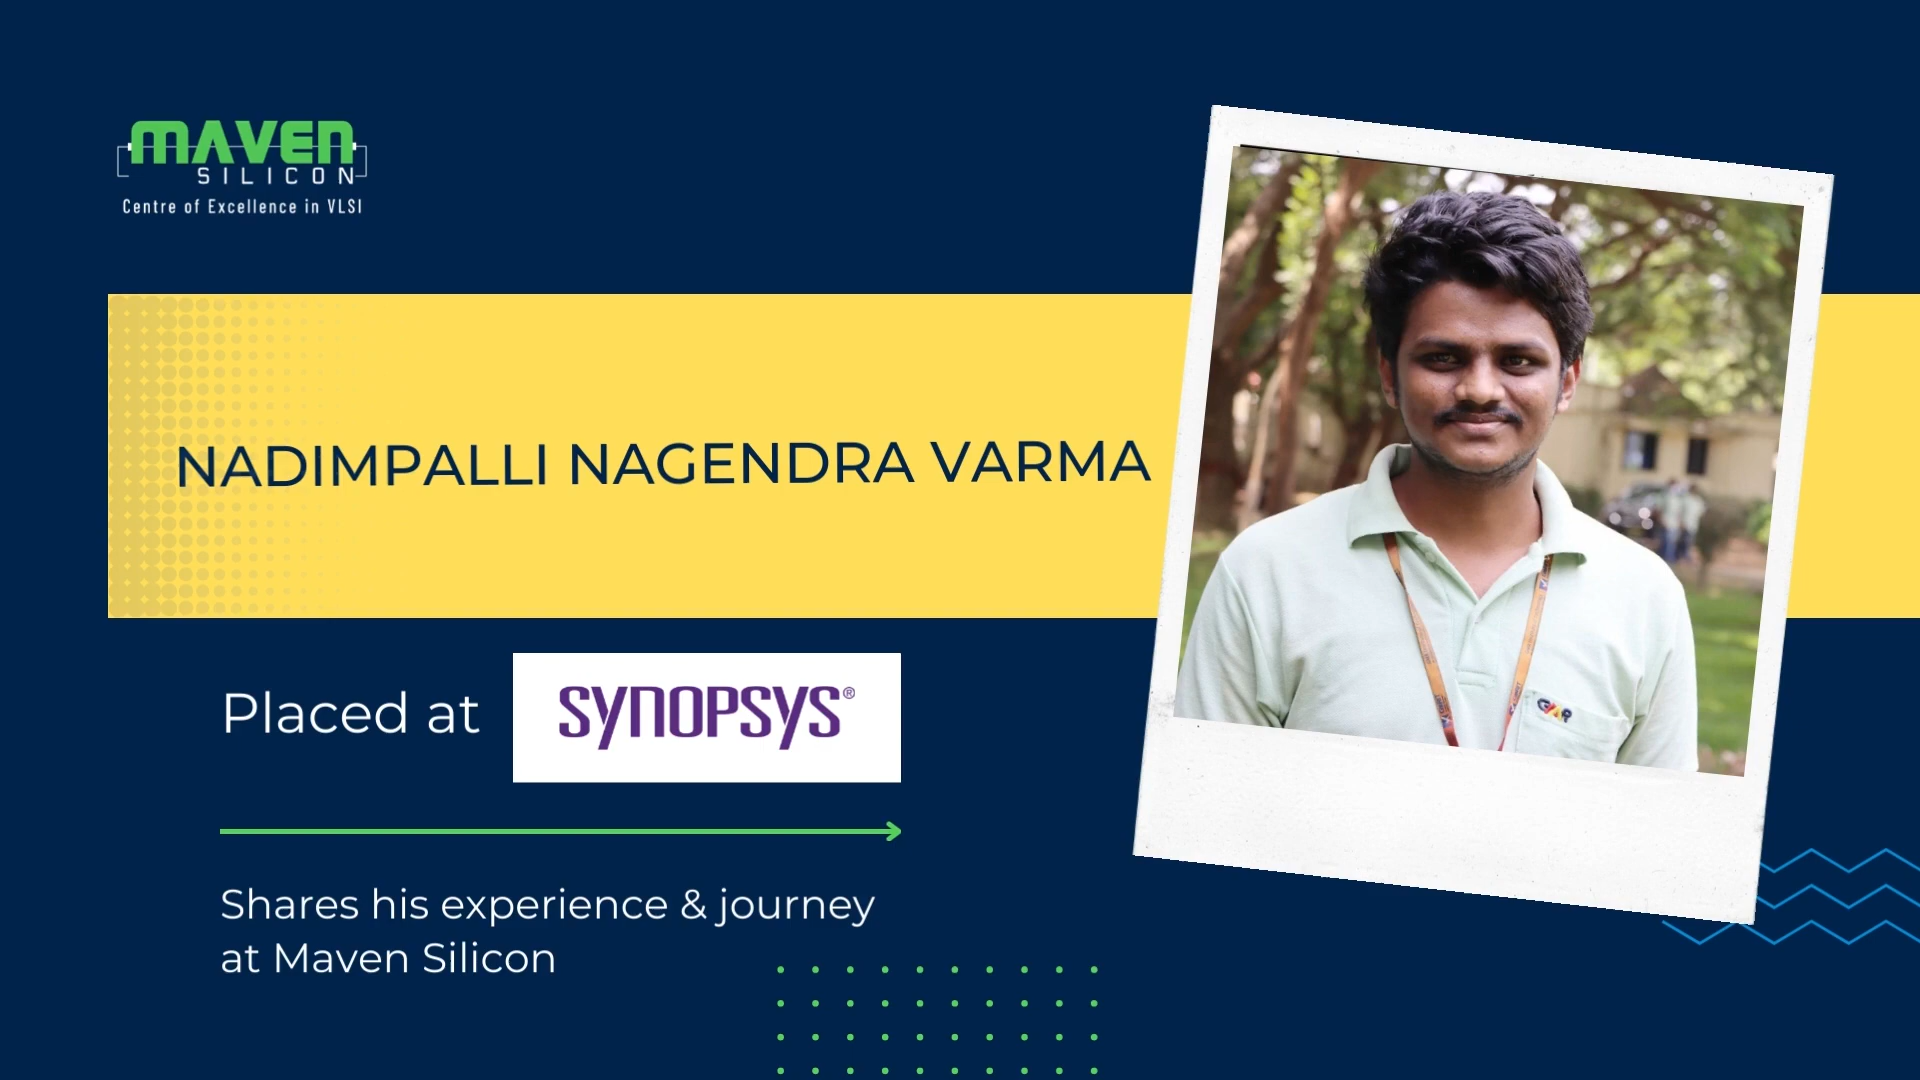 MAVEN
SILICON
Centre of Excellence in VLSI
NADIMPALLI NAGENDRA VARMA
Placed at
SYNOPSYS®
Shares his experience & journey
at Maven Silicon
GMR